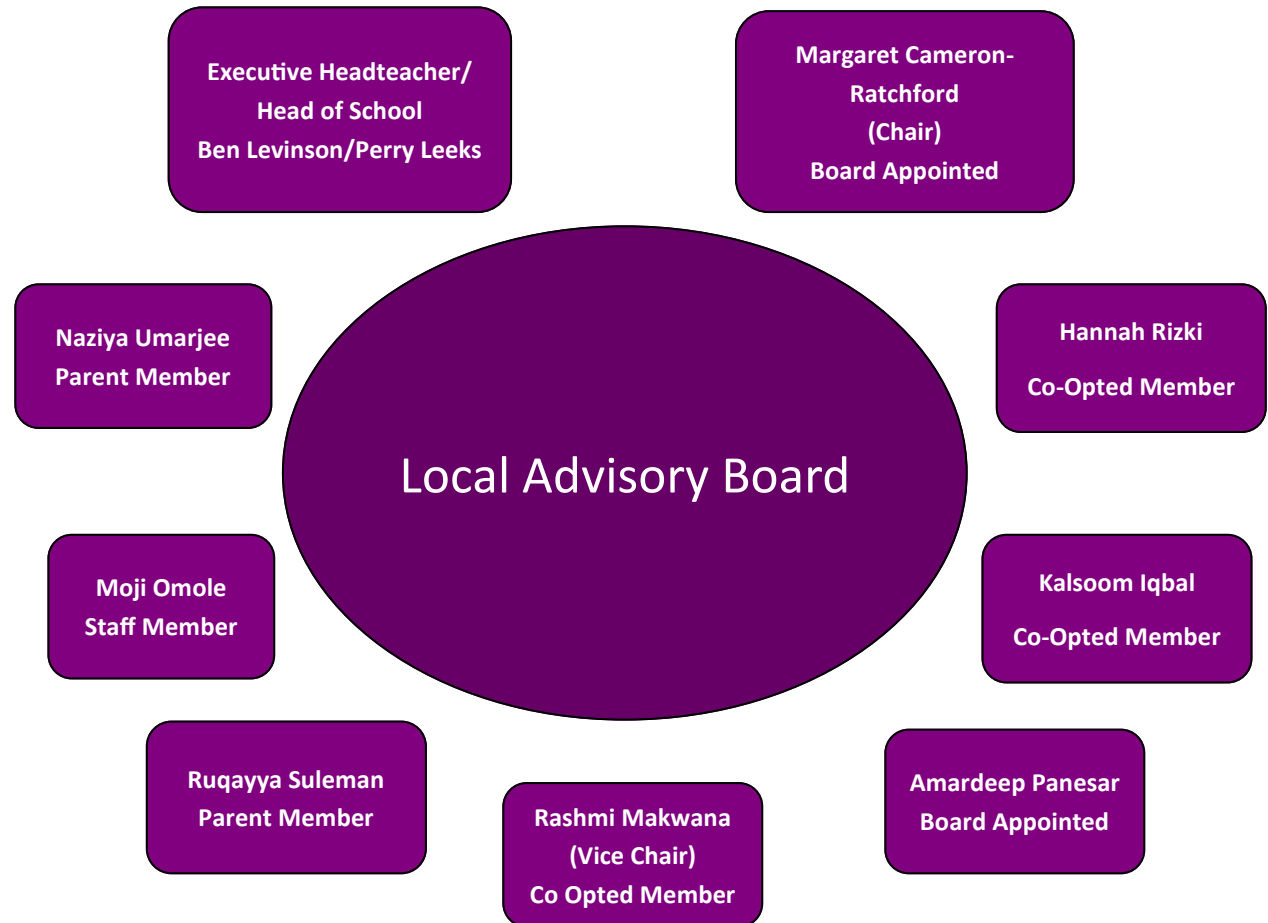 Executive Headteacher/
Head of School
Ben Levinson/Perry Leeks
Margaret Cameron-
Ratchford
(Chair)
Board Appointed
Naziya Umarjee
Parent Member
Hannah Rizki
Co-Opted Member
Local Advisory Board
Moji Omole
Staff Member
Kalsoom Iqbal
Co-Opted Member
Ruqayya Suleman
Parent Member
Rashmi Makwana
(Vice Chair)
Co Opted Member
Amardeep Panesar
Board Appointed